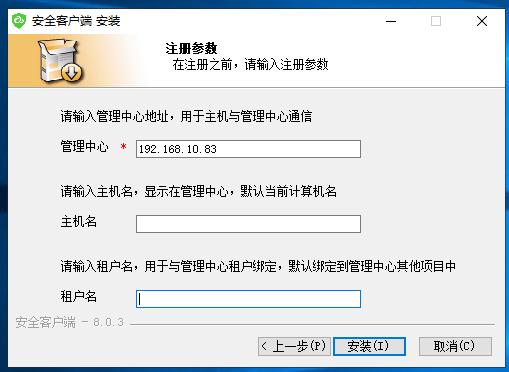 安全客户端 安装
注册参数
在注册之前，请输入注册参数
请输入管理中心地址，用于主机与管理中心通信
管理中心 * 192.168.10.83
请输入主机名，显示在管理中心，默认当前计算机名
主机名
请输入租户名，用于与管理中心租户绑定，默认绑定到管理中心其他项目中
租户名
安全客户端 - 8.0.3
< 上一步(P) 安装(I) 取消(C)